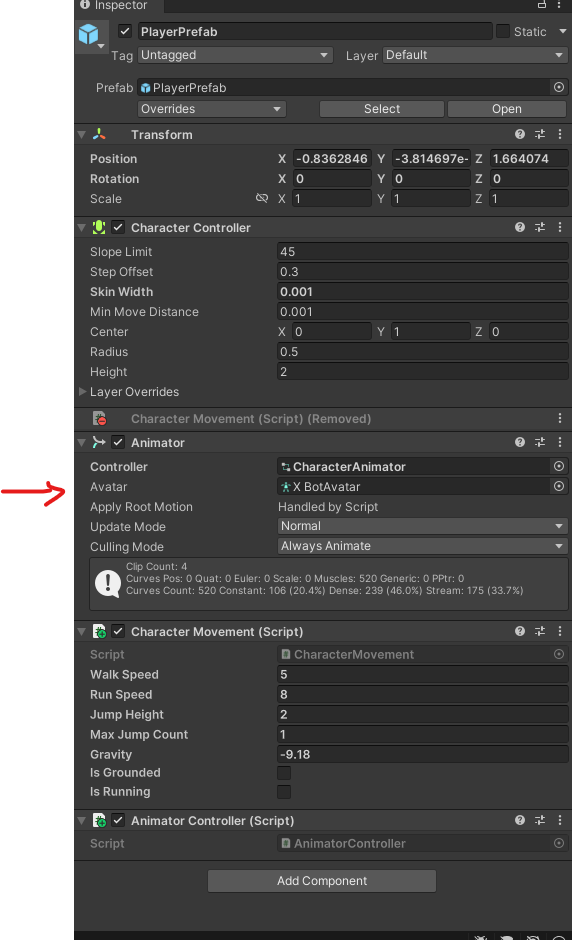 Inspector
PlayerPrefab Static
Tag Untagged Layer Default
Prefab PlayerPrefab
Overrides Select Open
Transform
Position X -0.8362846 Y -3.814697e- Z 1.664074
Rotation X 0 Y 0 Z 0
Scale X 1 Y 1 Z 1
Character Controller
Slope Limit 45
Step Offset 0.3
Skin Width 0.001
Min Move Distance 0.001
Center X 0 Y 1 Z 0
Radius 0.5
Height 2
Layer Overrides
Character Movement (Script) (Removed)
Animator
Controller CharacterAnimator
Avatar X BotAvatar
Apply Root Motion Handled by Script
Update Mode Normal
Culling Mode Always Animate
Clip Count: 4
Curves Pos: 0 Quat: 0 Euler: 0 Scale: 0 Muscles: 520 Generic: 0 PPtr: 0
Curves Count: 520 Constant: 106 (20.4%) Dense: 239 (46.0%) Stream: 175 (33.7%)
Character Movement (Script)
Script CharacterMovement
Walk Speed 5
Run Speed 8
Jump Height 2
Max Jump Count 1
Gravity -9.18
Is Grounded
Is Running
Animator Controller (Script)
Script AnimatorController
Add Component